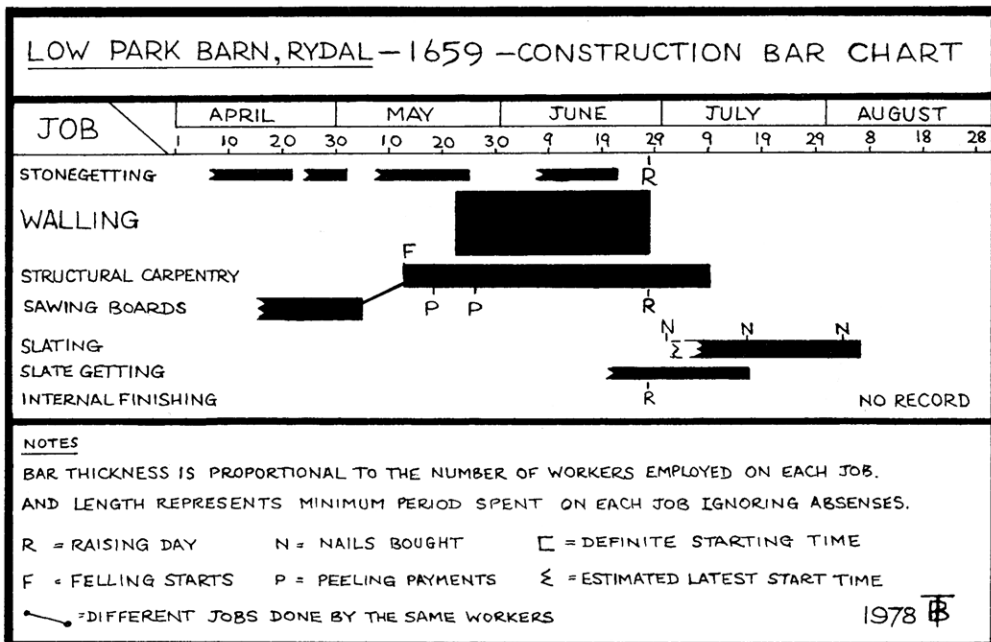 LOW PARK BARN, RYDAL – 1659 – CONSTRUCTION BAR CHART
JOB
APRIL MAY JUNE JULY AUGUST
1 10 20 30 10 20 30 9 19 29 9 19 29 8 18 28
STONEGETTING
R
WALLING
F
STRUCTURAL CARPENTRY
SAWING BOARDS
P P R
N N N
SLATING
SLATE GETTING
INTERNAL FINISHING
R
NO RECORD
NOTES
BAR THICKNESS IS PROPORTIONAL TO THE NUMBER OF WORKERS EMPLOYED ON EACH JOB.
AND LENGTH REPRESENTS MINIMUM PERIOD SPENT ON EACH JOB IGNORING ABSENSES.
R = RAISING DAY N = NAILS BOUGHT = DEFINITE STARTING TIME
F = FELLING STARTS P = PEELING PAYMENTS = ESTIMATED LATEST START TIME
= DIFFERENT JOBS DONE BY THE SAME WORKERS
1978